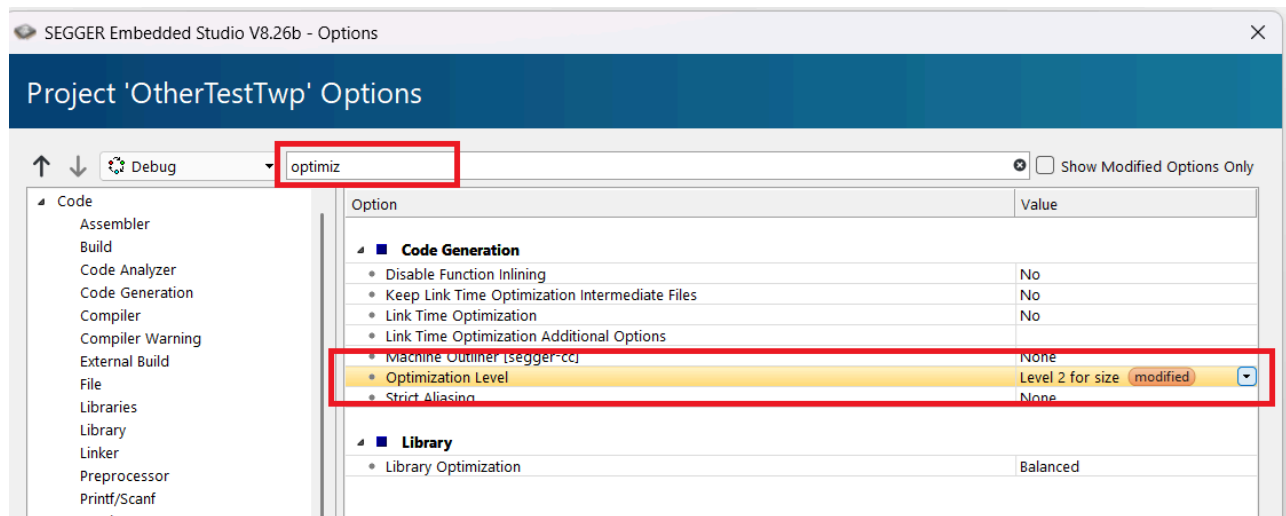 SEGGER Embedded Studio V8.26b - Options
Project 'OtherTestTwp' Options
Debug optimiz Show Modified Options Only
Code
Assembler
Build
Code Analyzer
Code Generation
Compiler
Compiler Warning
External Build
File
Libraries
Library
Linker
Preprocessor
Printf/Scanf
Option Value
Code Generation
Disable Function Inlining No
Keep Link Time Optimization Intermediate Files No
Link Time Optimization No
Link Time Optimization Additional Options
Machine Outliner [segger-cc] None
Optimization Level Level 2 for size modified
Strict Aliasing None
Library
Library Optimization Balanced